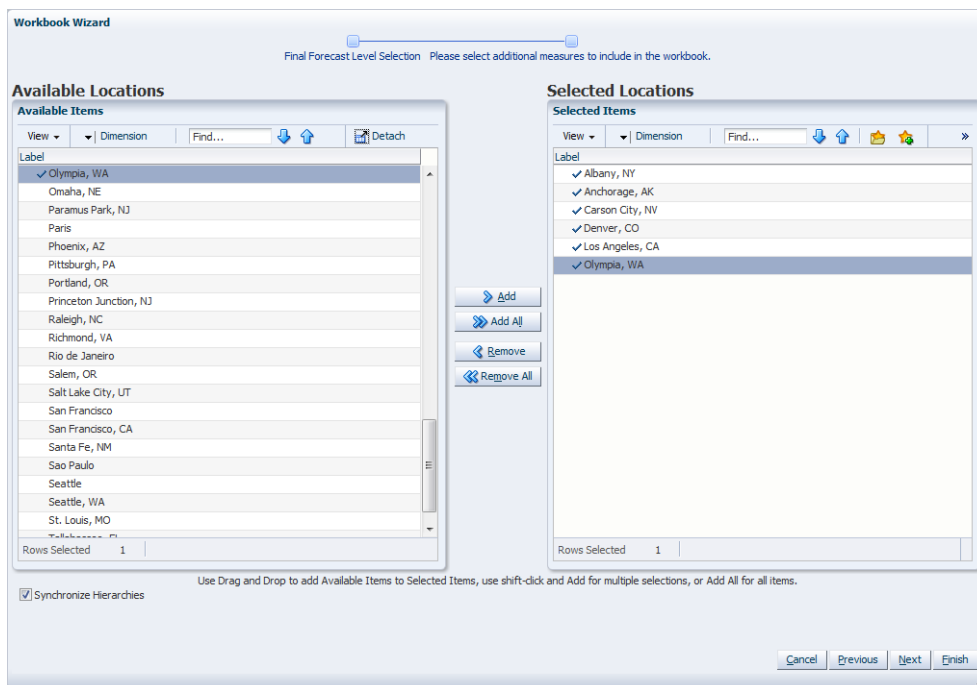 Workbook Wizard
Final Forecast Level Selection Please select additional measures to include in the workbook.
Available Locations
Available Items
View Dimension Find... Detach
Label
Olympia, WA
Omaha, NE
Paramus Park, NJ
Paris
Phoenix, AZ
Pittsburgh, PA
Portland, OR
Princeton Junction, NJ
Raleigh, NC
Richmond, VA
Rio de Janeiro
Salem, OR
Salt Lake City, UT
San Francisco
San Francisco, CA
Santa Fe, NM
Sao Paulo
Seattle
Seattle, WA
St. Louis, MO
Rows Selected 1
Add
Add All
Remove
Remove All
Selected Locations
Selected Items
View Dimension Find... »
Label
Albany, NY
Anchorage, AK
Carson City, NV
Denver, CO
Los Angeles, CA
Olympia, WA
Rows Selected 1
Use Drag and Drop to add Available Items to Selected Items, use shift-click and Add for multiple selections, or Add All for all items.
Synchronize Hierarchies
Cancel Previous Next Finish